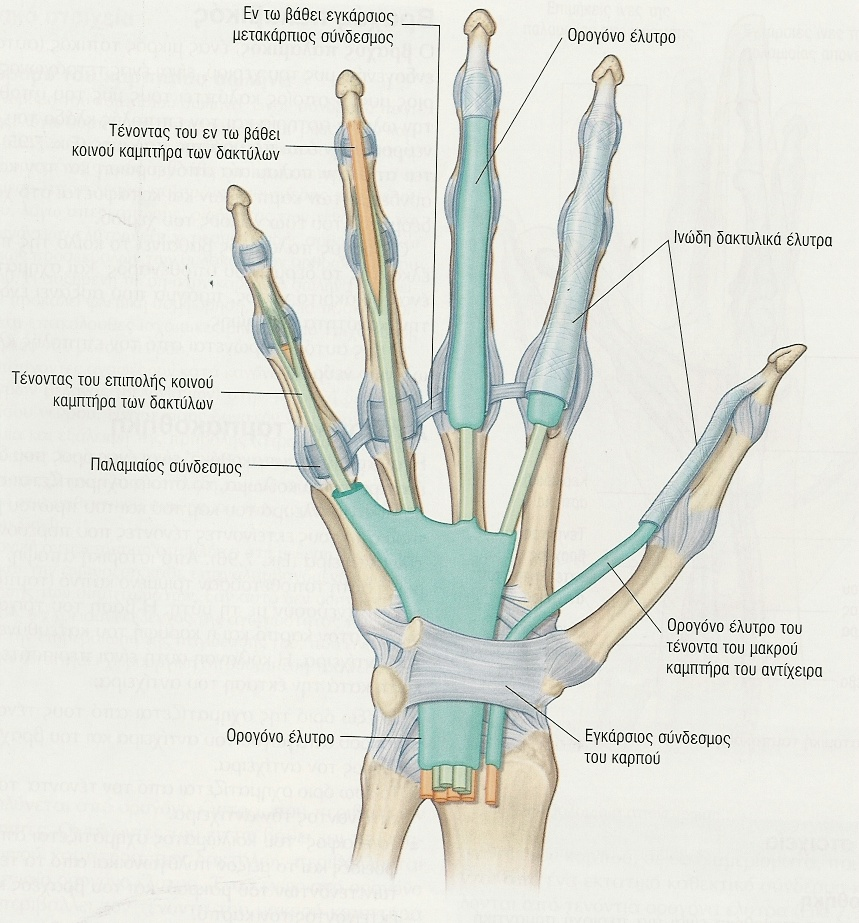 Εν τω βάθει εγκάρσιος
μετακάρπιος σύνδεσμος
Ορογόνο έλυτρο
Τένοντας του εν τω βάθει
κοινού καμπτήρα των δακτύλων
Ινώδη δακτυλικά έλυτρα
Τένοντας του επιπολής κοινού
καμπτήρα των δακτύλων
Παλαμιαίος σύνδεσμος
Ορογόνο έλυτρο του
τένοντα του μακρού
καμπτήρα του αντίχειρα
Ορογόνο έλυτρο
Εγκάρσιος σύνδεσμος
του καρπού